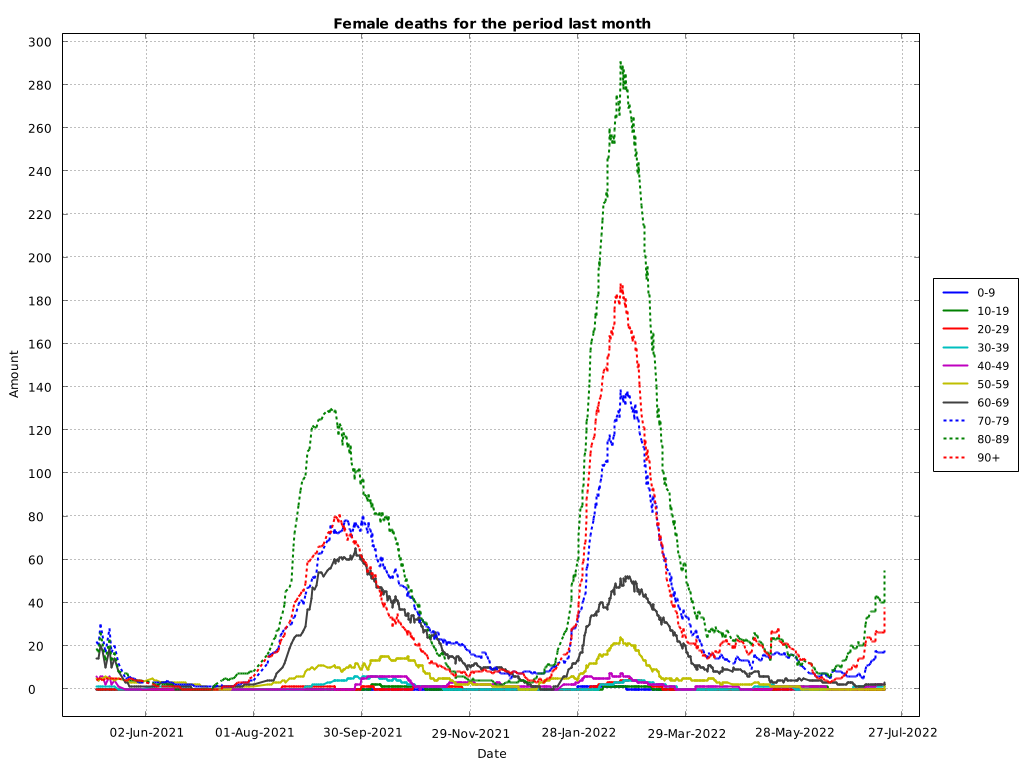 Female deaths for the period last month
Amount
300
280
260
240
220
200
180
160
140
120
100
80
60
40
20
0
02-Jun-2021
01-Aug-2021
30-Sep-2021
29-Nov-2021
28-Jan-2022
29-Mar-2022
28-May-2022
27-Jul-2022
Date
0-9
10-19
20-29
30-39
40-49
50-59
60-69
70-79
80-89
90+